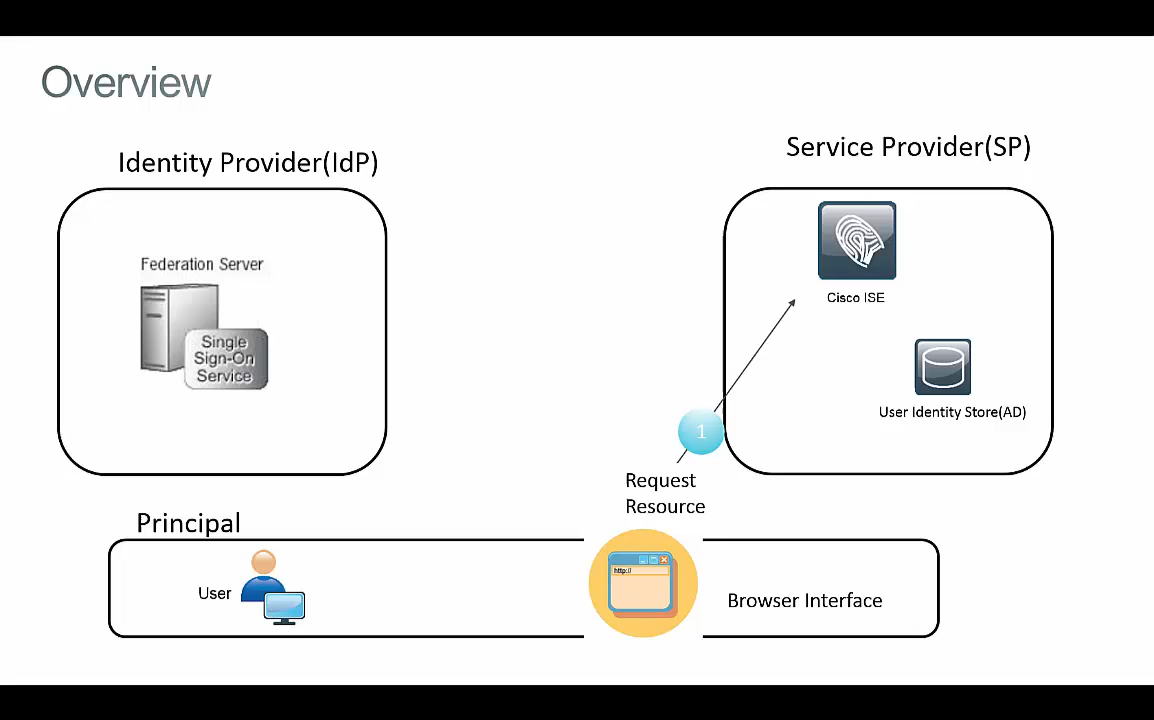 Overview
Identity Provider(IdP)
Service Provider(SP)
Federation Server
Single
Sign-On
Service
Cisco ISE
User Identity Store(AD)
1
Request
Resource
Principal
User
http://
Browser Interface